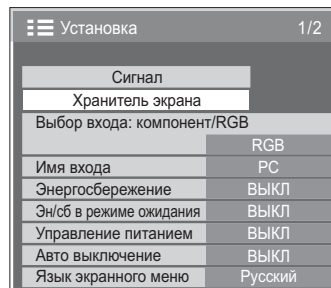 Установка 1/2
Сигнал
Хранитель экрана
Выбор входа: компонент/RGB
RGB
Имя входа PC
Энергосбережение ВЫКЛ
Эн/сб в режиме ожидания ВЫКЛ
Управление питанием ВЫКЛ
Авто выключение ВЫКЛ
Язык экранного меню Русский